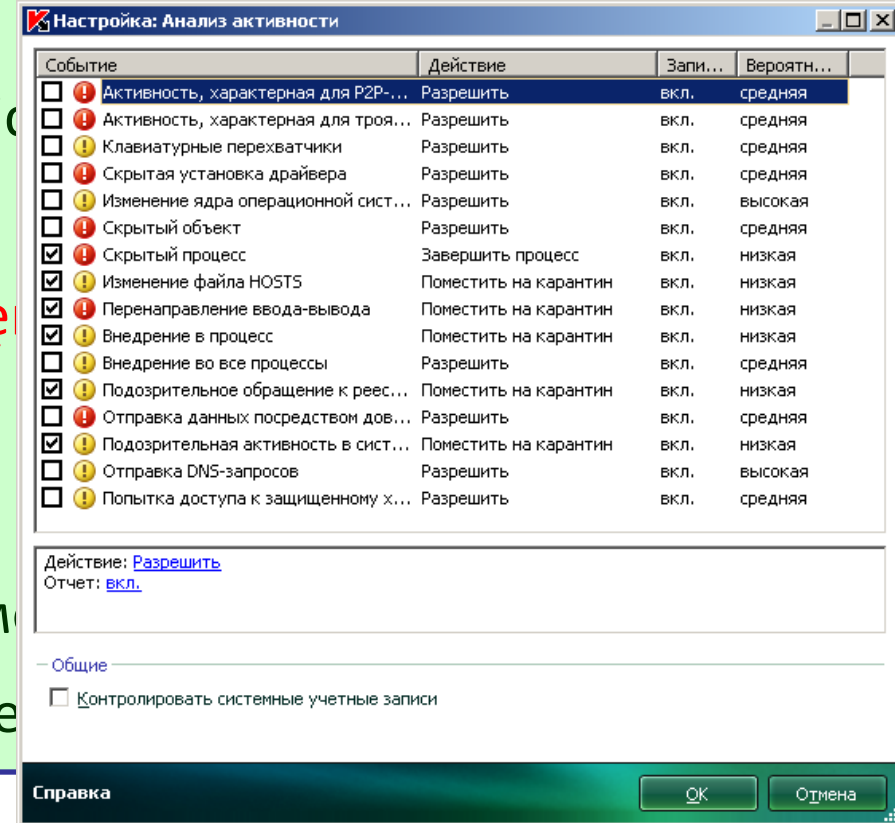 Настройка: Анализ активности
Событие Действие Запи... Вероятн...
Активность, характерная для P2P-... Разрешить вкл. средняя
Активность, характерная для троя... Разрешить вкл. средняя
Клавиатурные перехватчики Разрешить вкл. средняя
Скрытая установка драйвера Разрешить вкл. средняя
Изменение ядра операционной сист... Разрешить вкл. высокая
Скрытый объект Разрешить вкл. средняя
Скрытый процесс Завершить процесс вкл. низкая
Изменение файла HOSTS Поместить на карантин вкл. низкая
Перенаправление ввода-вывода Поместить на карантин вкл. низкая
Внедрение в процесс Поместить на карантин вкл. низкая
Внедрение во все процессы Разрешить вкл. средняя
Подозрительное обращение к реес... Поместить на карантин вкл. низкая
Отправка данных посредством дов... Разрешить вкл. средняя
Подозрительная активность в сист... Поместить на карантин вкл. низкая
Отправка DNS-запросов Разрешить вкл. высокая
Попытка доступа к защищенному х... Разрешить вкл. средняя
Действие: Разрешить
Отчет: вкл.
Общие
Контролировать системные учетные записи
Справка OK Отмена